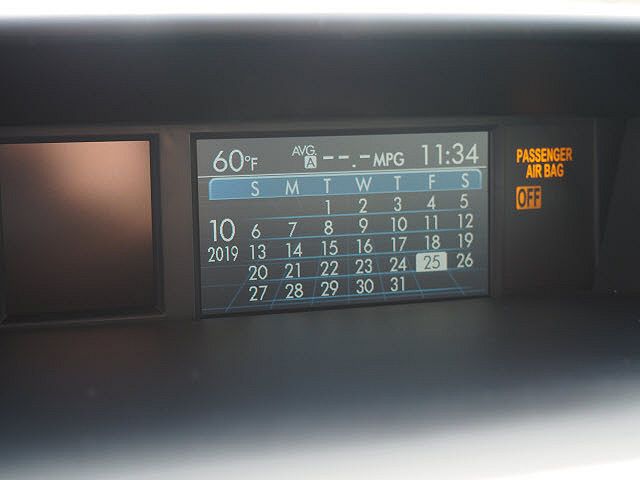 60°F AVG. A --.- MPG 11:34
S M T W T F S
1 2 3 4 5
10 6 7 8 9 10 11 12
2019 13 14 15 16 17 18 19
20 21 22 23 24 25 26
27 28 29 30 31
PASSENGER
AIR BAG
OFF